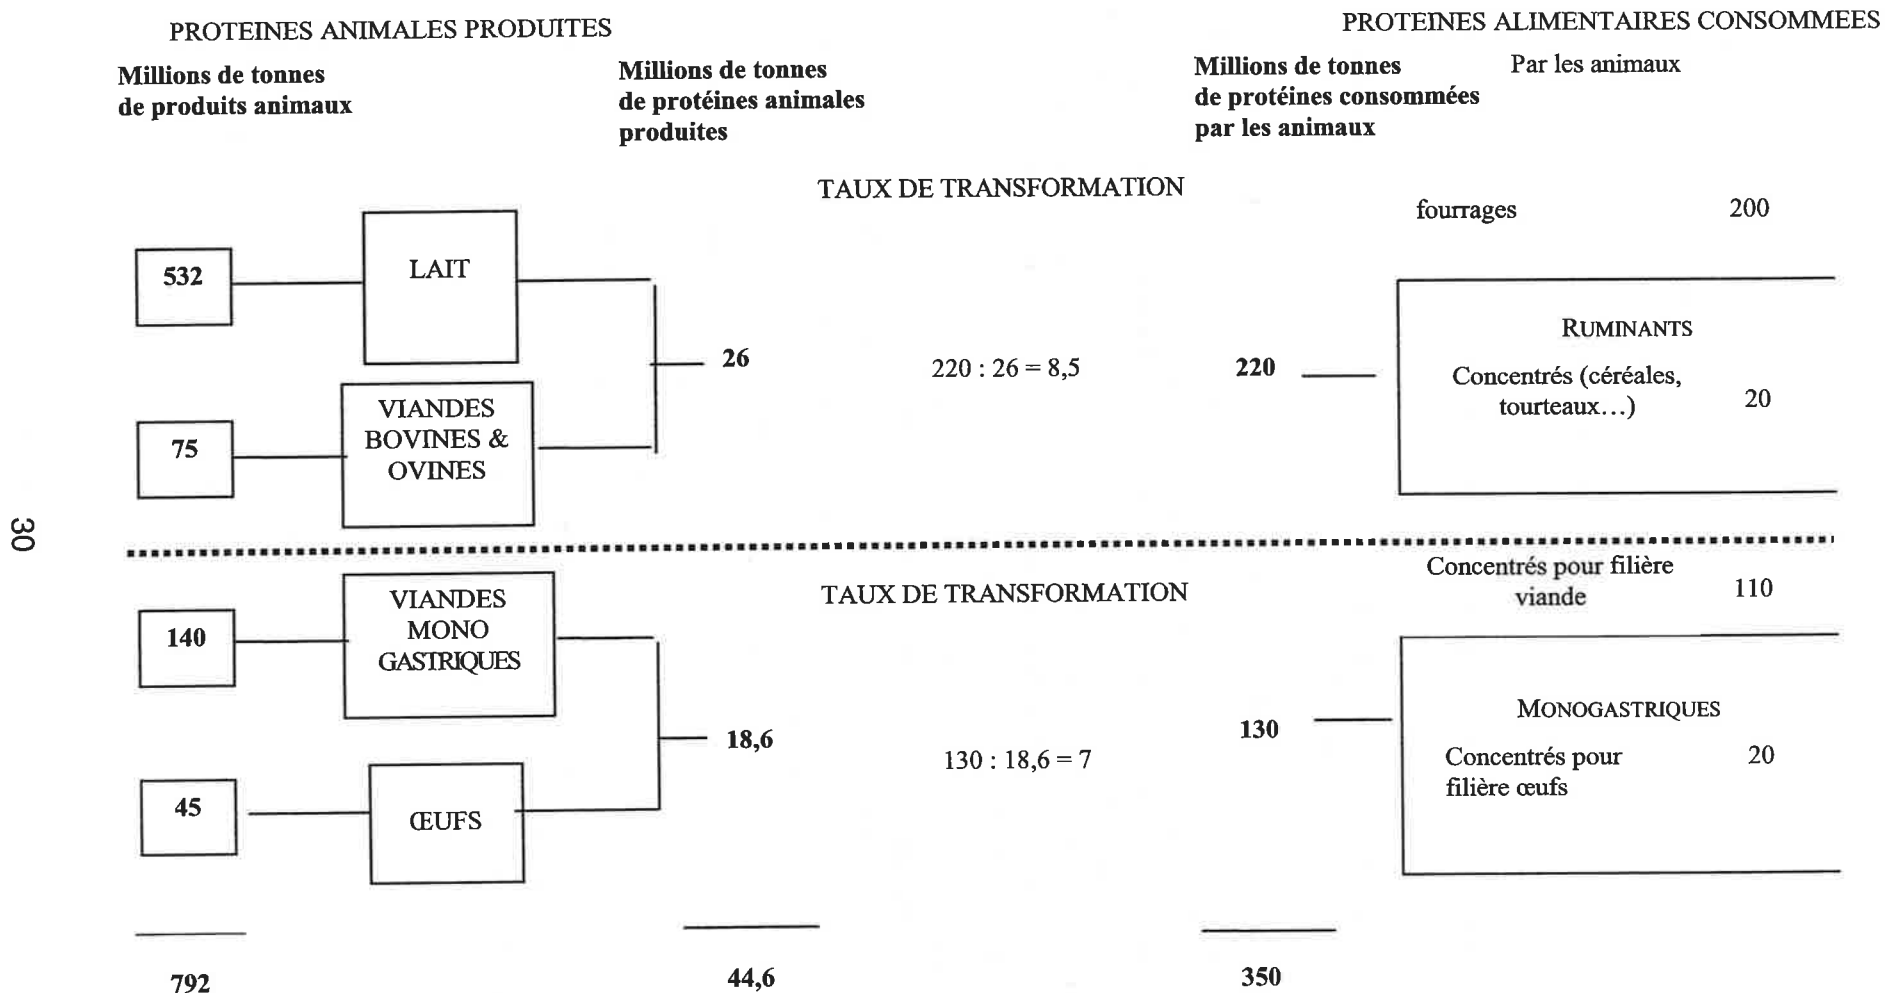 PROTEINES ANIMALES PRODUITES
PROTEINES ALIMENTAIRES CONSOMMEES
Millions de tonnes
de produits animaux
Millions de tonnes
de protéines animales
produites
Millions de tonnes
de protéines consommées
par les animaux
Par les animaux
TAUX DE TRANSFORMATION
fourrages 200
532
LAIT
26
220 : 26 = 8,5
220
RUMINANTS
Concentrés (céréales,
tourteaux…)
20
75
VIANDES
BOVINES &
OVINES
30
Concentrés pour filière
viande
110
TAUX DE TRANSFORMATION
140
VIANDES
MONO
GASTRIQUES
18,6
130 : 18,6 = 7
130
MONOGASTRIQUES
Concentrés pour
filière œufs
20
45
ŒUFS
792
44,6
350